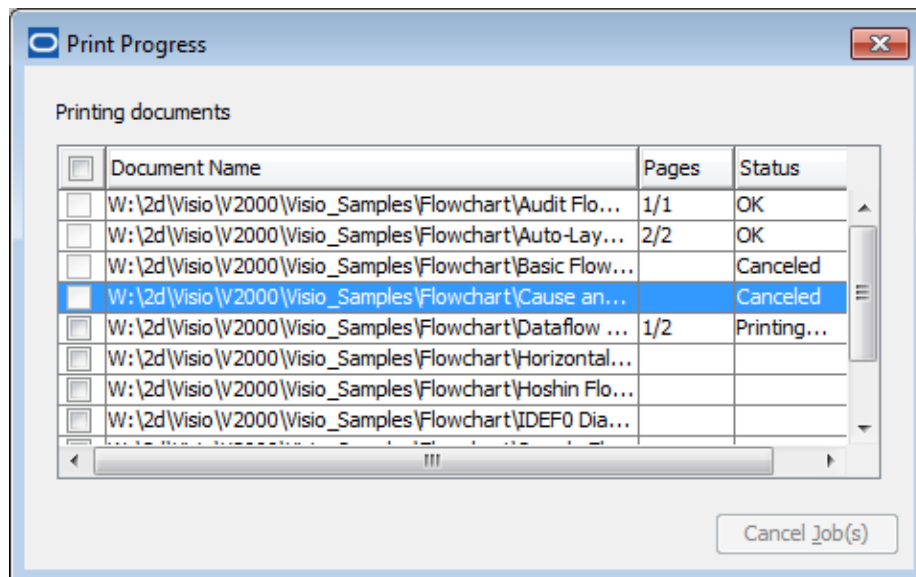 Print Progress
Printing documents
Document Name Pages Status
W:\2d\Visio\V2000\Visio_Samples\Flowchart\Audit Flo... 1/1 OK
W:\2d\Visio\V2000\Visio_Samples\Flowchart\Auto-Lay... 2/2 OK
W:\2d\Visio\V2000\Visio_Samples\Flowchart\Basic Flow... Canceled
W:\2d\Visio\V2000\Visio_Samples\Flowchart\Cause an... Canceled
W:\2d\Visio\V2000\Visio_Samples\Flowchart\Dataflow ... 1/2 Printing...
W:\2d\Visio\V2000\Visio_Samples\Flowchart\Horizontal...
W:\2d\Visio\V2000\Visio_Samples\Flowchart\Hoshin Flo...
W:\2d\Visio\V2000\Visio_Samples\Flowchart\IDEF0 Dia...
Cancel Job(s)